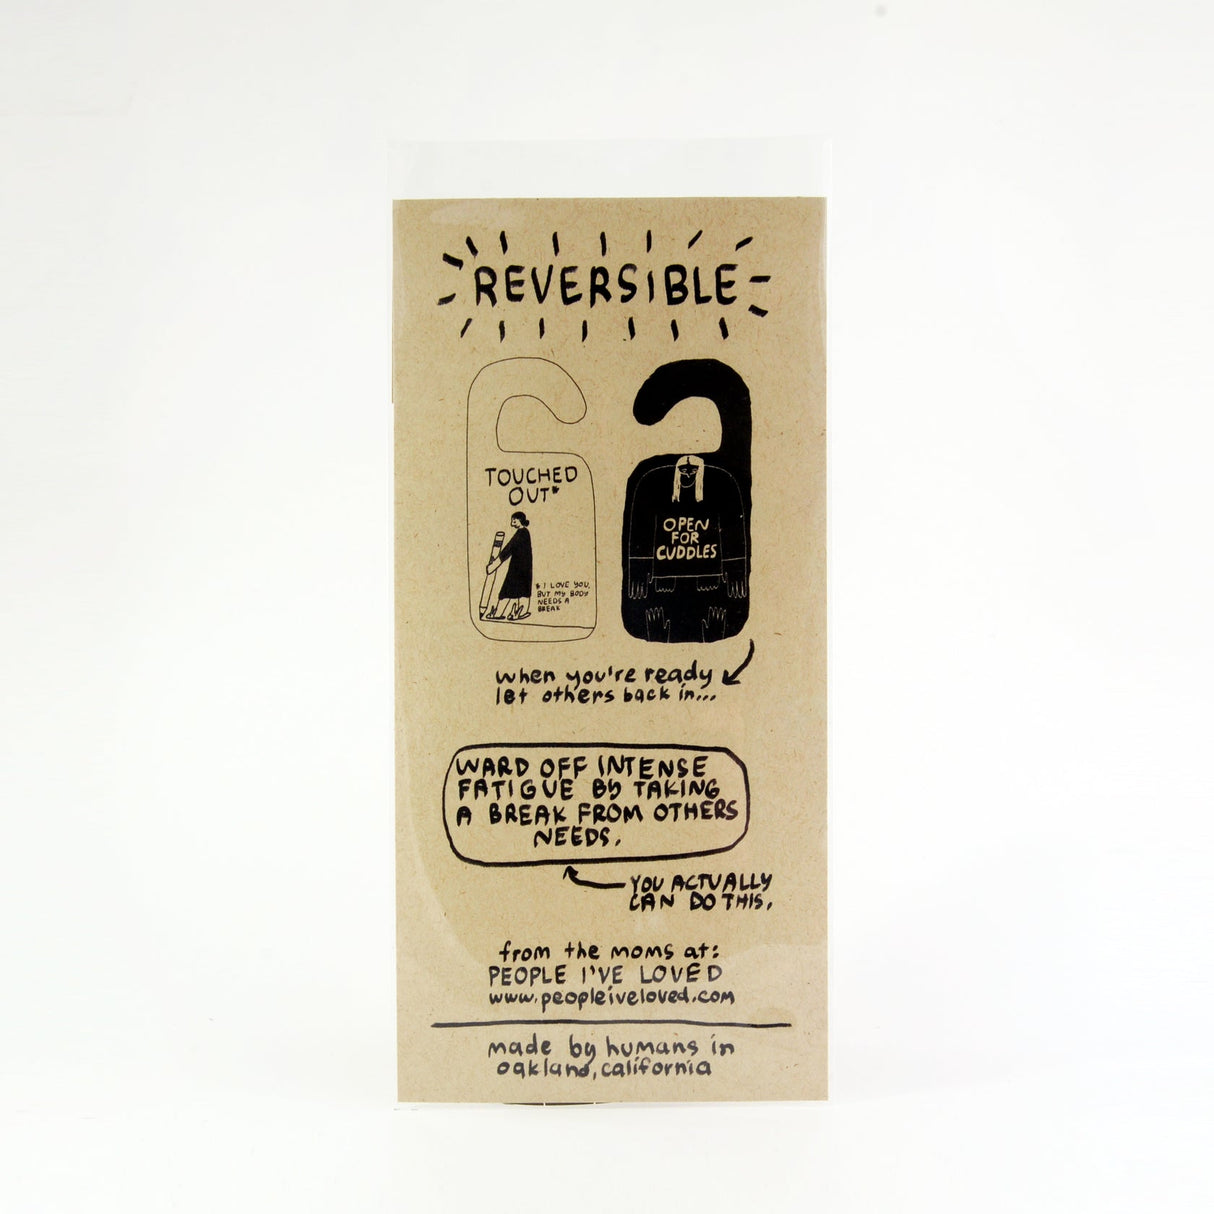 REVERSIBLE
TOUCHED
OUT*
* I LOVE YOU,
BUT MY BODY
NEEDS A
BREAK
OPEN
FOR
CUDDLES
when you're ready
let others back in...
WARD OFF INTENSE
FATIGUE BY TAKING
A BREAK FROM OTHERS
NEEDS.
YOU ACTUALLY
CAN DO THIS.
from the moms at:
PEOPLE I'VE LOVED
www.peopleiveloved.com
made by humans in
oakland, california